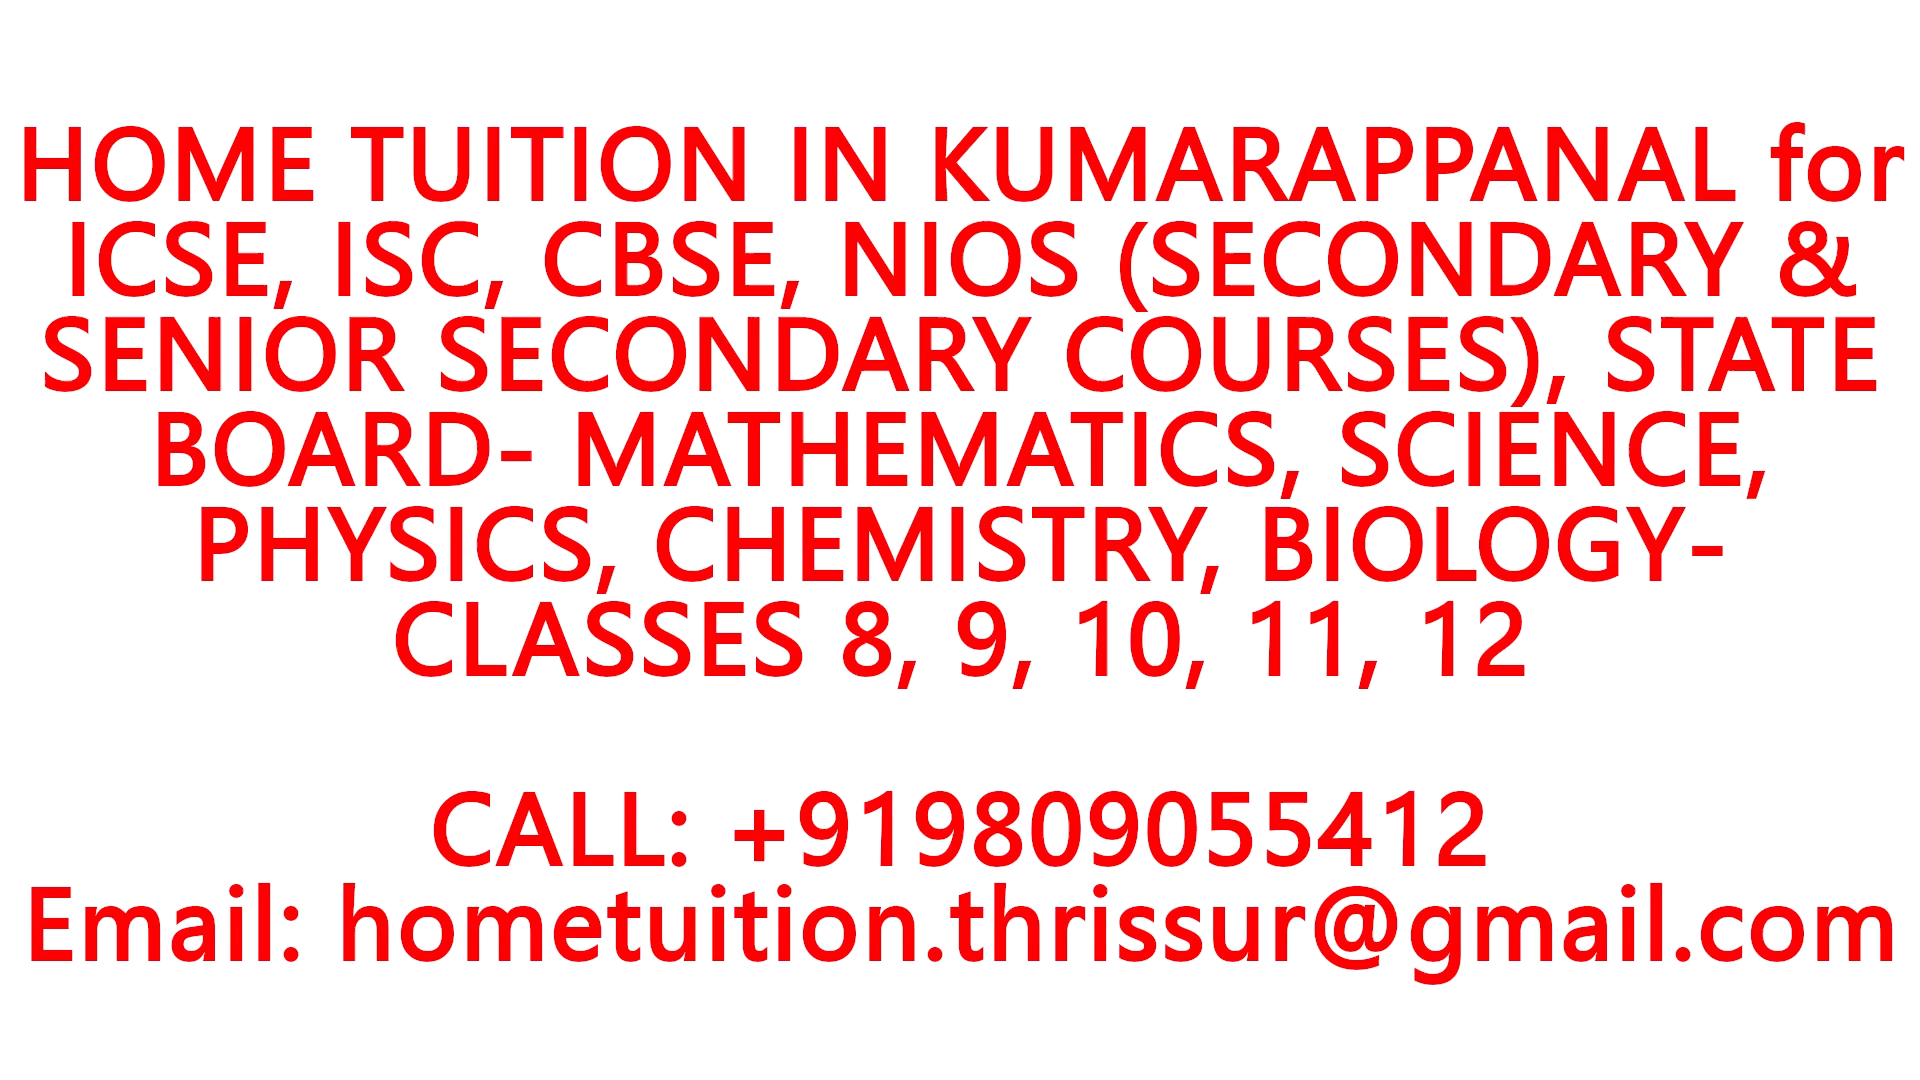 HOME TUITION IN KUMARAPPANAL for
ICSE, ISC, CBSE, NIOS (SECONDARY &
SENIOR SECONDARY COURSES), STATE
BOARD- MATHEMATICS, SCIENCE,
PHYSICS, CHEMISTRY, BIOLOGY-
CLASSES 8, 9, 10, 11, 12
CALL: +919809055412
Email: hometuition.thrissur@gmail.com